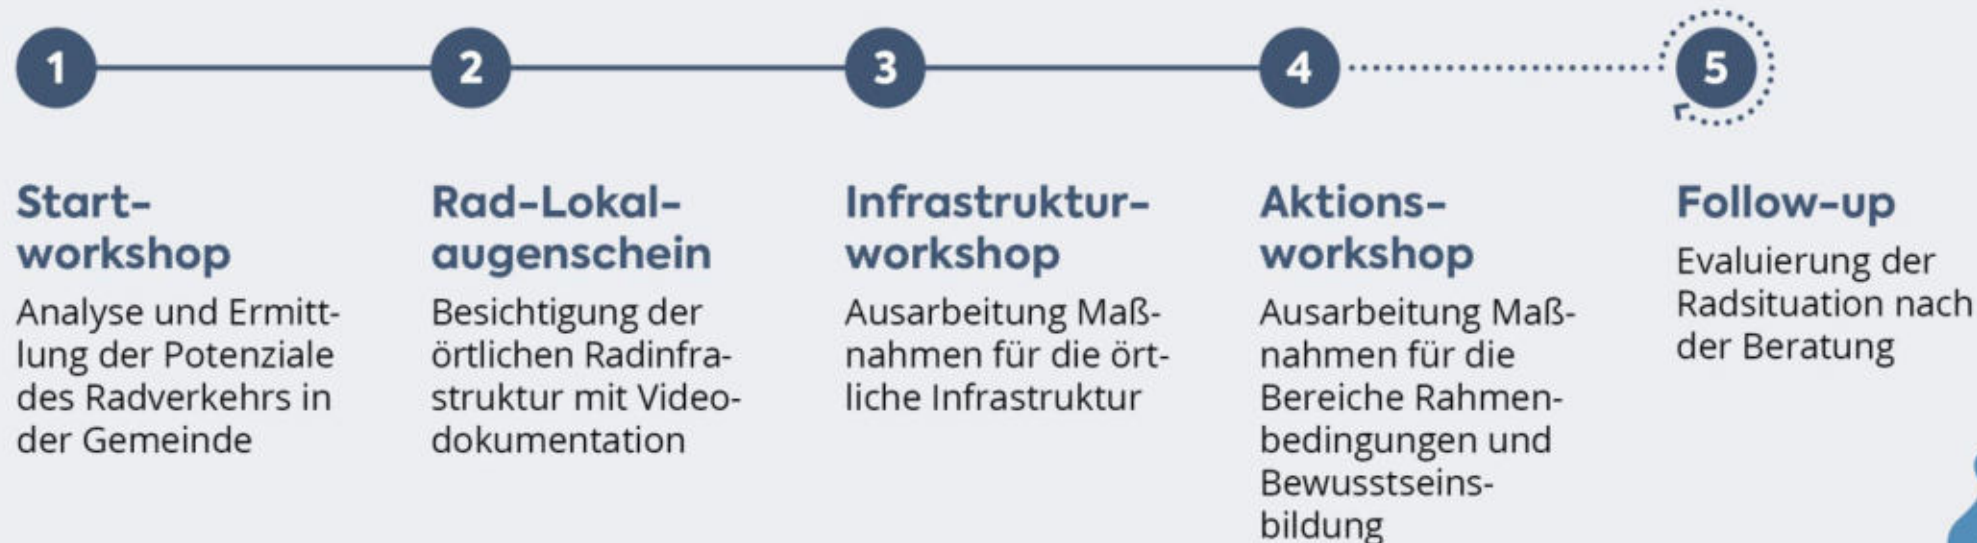 1
2
3
4
5
Start-
workshop
Analyse und Ermitt-
lung der Potenziale
des Radverkehrs in
der Gemeinde
Rad-Lokal-
augenschein
Besichtigung der
örtlichen Radinfra-
struktur mit Video-
dokumentation
Infrastruktur-
workshop
Ausarbeitung Maß-
nahmen für die ört-
liche Infrastruktur
Aktions-
workshop
Ausarbeitung Maß-
nahmen für die
Bereiche Rahmen-
bedingungen und
Bewusstseins-
bildung
Follow-up
Evaluierung der
Radsituation nach
der Beratung